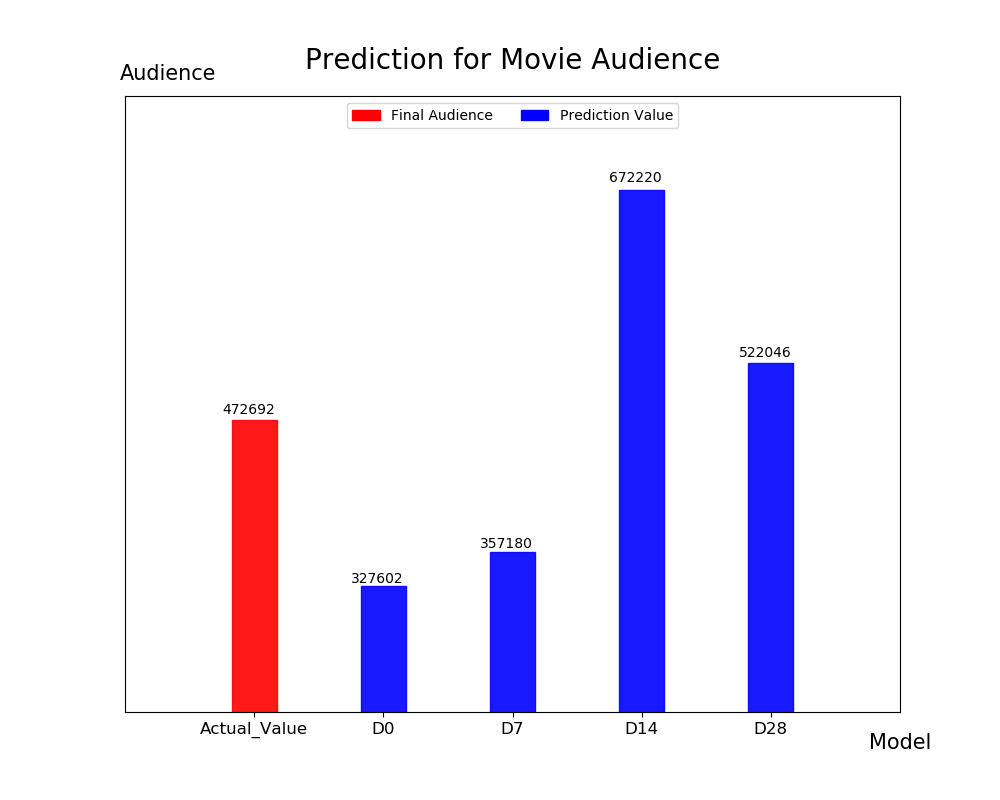 Prediction for Movie Audience
Audience
Final Audience Prediction Value
672220
522046
472692
357180
327602
Actual_Value D0 D7 D14 D28
Model